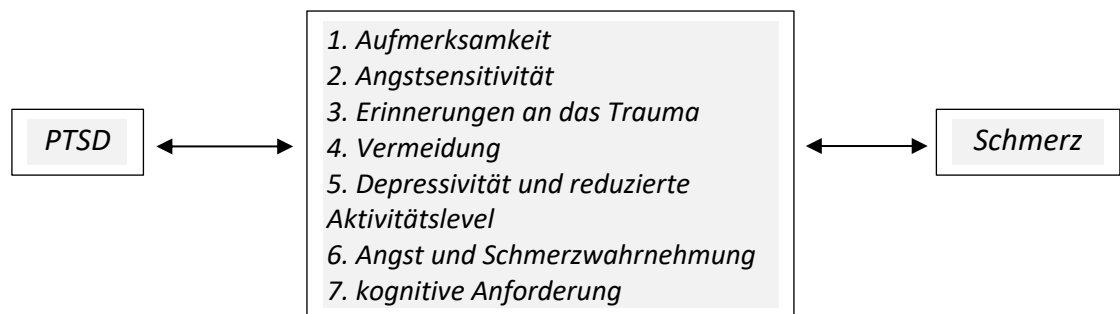 PTSD
1. Aufmerksamkeit
2. Angstsensitivität
3. Erinnerungen an das Trauma
4. Vermeidung
5. Depressivität und reduzierte
Aktivitätslevel
6. Angst und Schmerzwahrnehmung
7. kognitive Anforderung
Schmerz